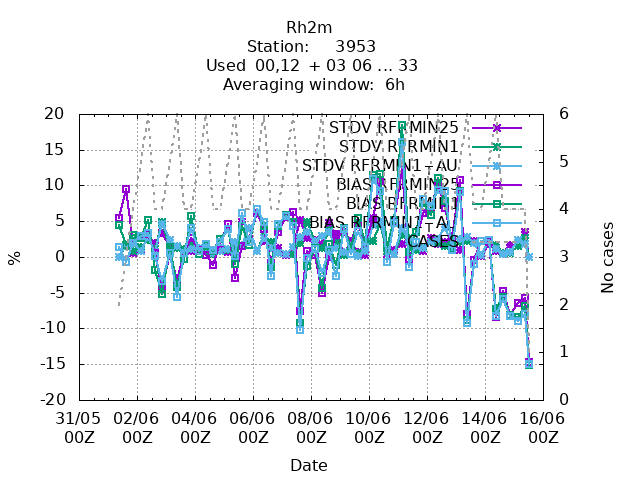 Rh2m
Station: 3953
Used 00,12 + 03 06 ... 33
Averaging window: 6h
20 6
STDV RFRMIN25
STDV RFRMIN1
15 5
STDV RFRMIN1-AU
BIAS RFRMIN25
10
BIAS RFRMIN1
4
5
BIAS RFRMIN1-AU
CASES
0 3
-5
2
-10
1
-15
-20 0
% No cases
31/05 02/06 04/06 06/06 08/06 10/06 12/06 14/06 16/06
00Z 00Z 00Z 00Z 00Z 00Z 00Z 00Z 00Z
Date